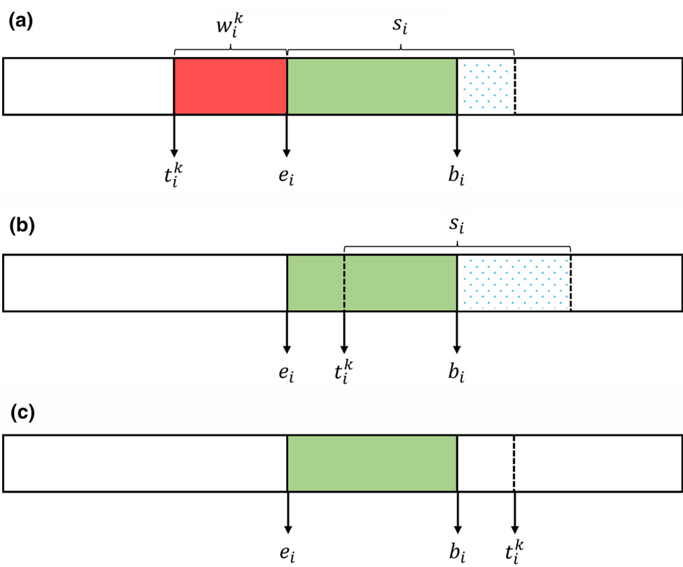 (a)
w_i^k s_i
t_i^k e_i b_i
(b)
s_i
e_i t_i^k b_i
(c)
e_i b_i t_i^k